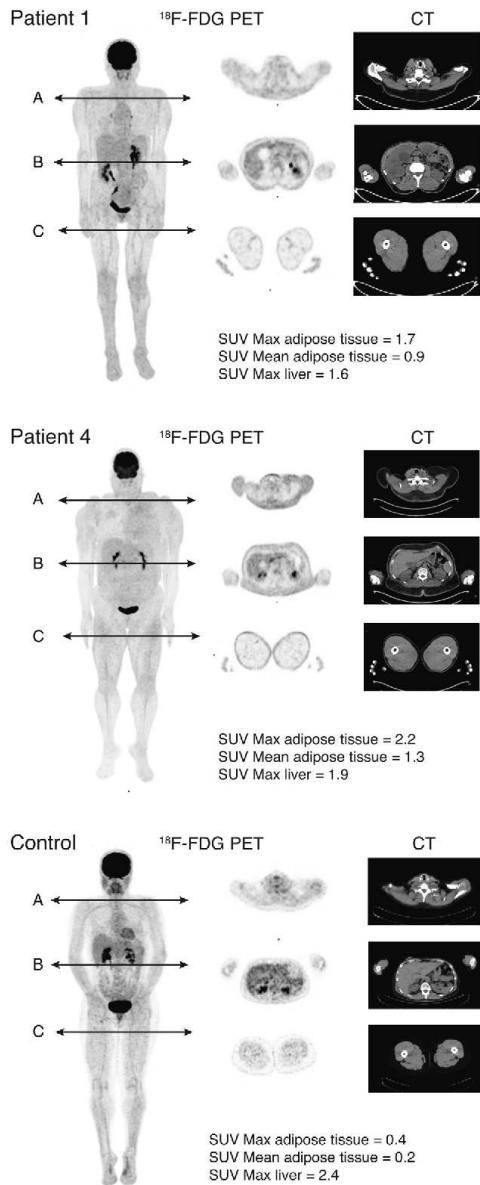 Patient 1 ¹⁸F-FDG PET CT
A
B
C
SUV Max adipose tissue = 1.7
SUV Mean adipose tissue = 0.9
SUV Max liver = 1.6
Patient 4 ¹⁸F-FDG PET CT
A
B
C
SUV Max adipose tissue = 2.2
SUV Mean adipose tissue = 1.3
SUV Max liver = 1.9
Control ¹⁸F-FDG PET CT
A
B
C
SUV Max adipose tissue = 0.4
SUV Mean adipose tissue = 0.2
SUV Max liver = 2.4